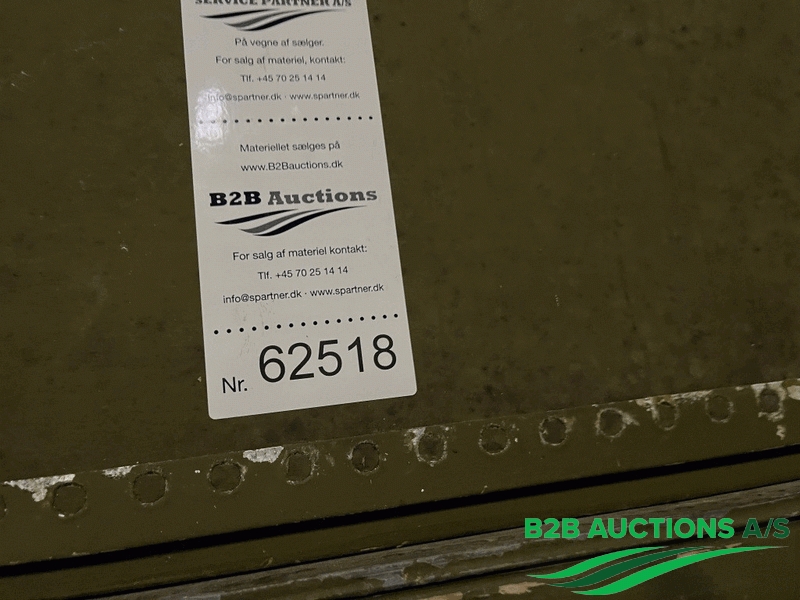 SERVICE PARTNER A/S
På vegne af sælger.
For salg af materiel, kontakt:
Tlf. +45 70 25 14 14
info@spartner.dk · www.spartner.dk
Materiellet sælges på
www.B2Bauctions.dk
B2B Auctions
For salg af materiel kontakt:
Tlf. +45 70 25 14 14
info@spartner.dk · www.spartner.dk
Nr. 62518
B2B AUCTIONS A/S